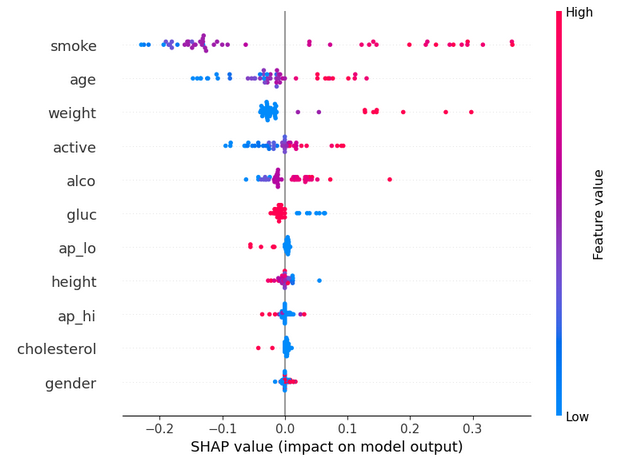 High
smoke
age
weight
active
alco
gluc
ap_lo
height
ap_hi
cholesterol
gender
Feature value
Low
−0.2 −0.1 0.0 0.1 0.2 0.3
SHAP value (impact on model output)